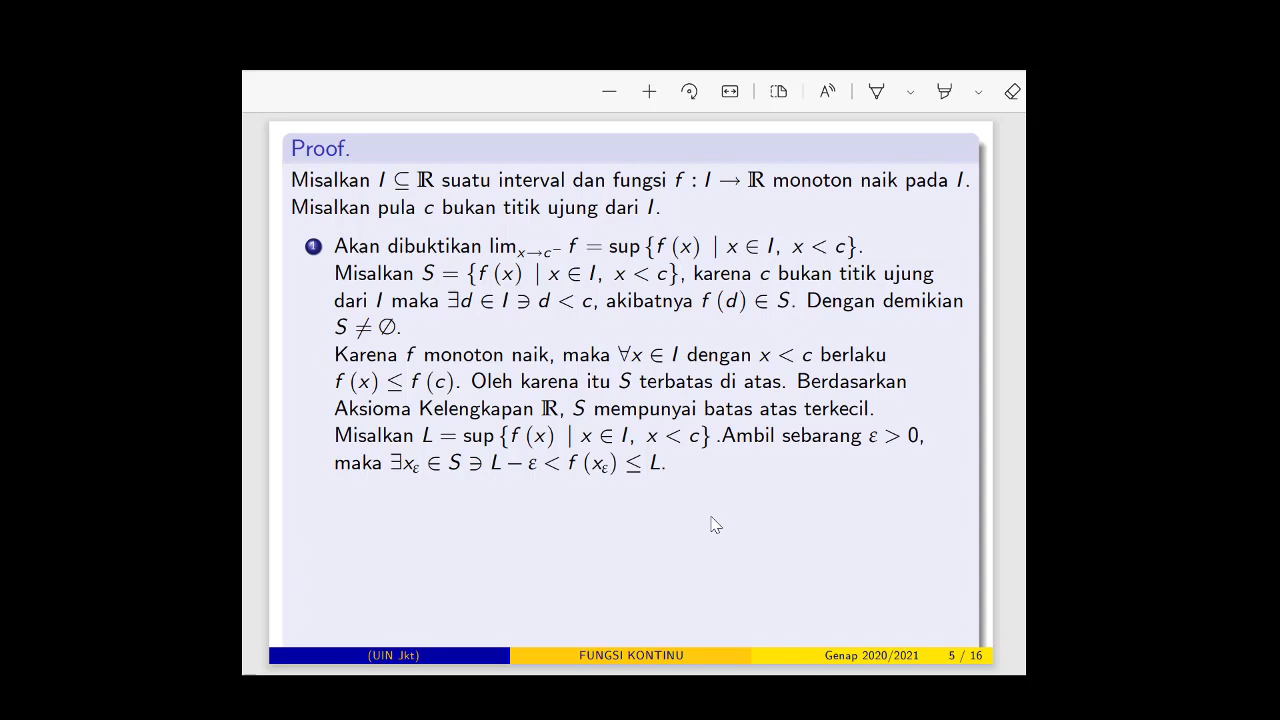 Proof.
Misalkan I ⊆ ℝ suatu interval dan fungsi f : I → ℝ monoton naik pada I.
Misalkan pula c bukan titik ujung dari I.
1 Akan dibuktikan lim_{x→c⁻} f = sup {f (x) | x ∈ I, x < c}.
Misalkan S = {f (x) | x ∈ I, x < c}, karena c bukan titik ujung
dari I maka ∃d ∈ I ∋ d < c, akibatnya f (d) ∈ S. Dengan demikian
S ≠ ∅.
Karena f monoton naik, maka ∀x ∈ I dengan x < c berlaku
f (x) ≤ f (c). Oleh karena itu S terbatas di atas. Berdasarkan
Aksioma Kelengkapan ℝ, S mempunyai batas atas terkecil.
Misalkan L = sup {f (x) | x ∈ I, x < c} .Ambil sebarang ε > 0,
maka ∃x_ε ∈ S ∋ L − ε < f (x_ε) ≤ L.
(UIN Jkt) FUNGSI KONTINU Genap 2020/2021 5 / 16